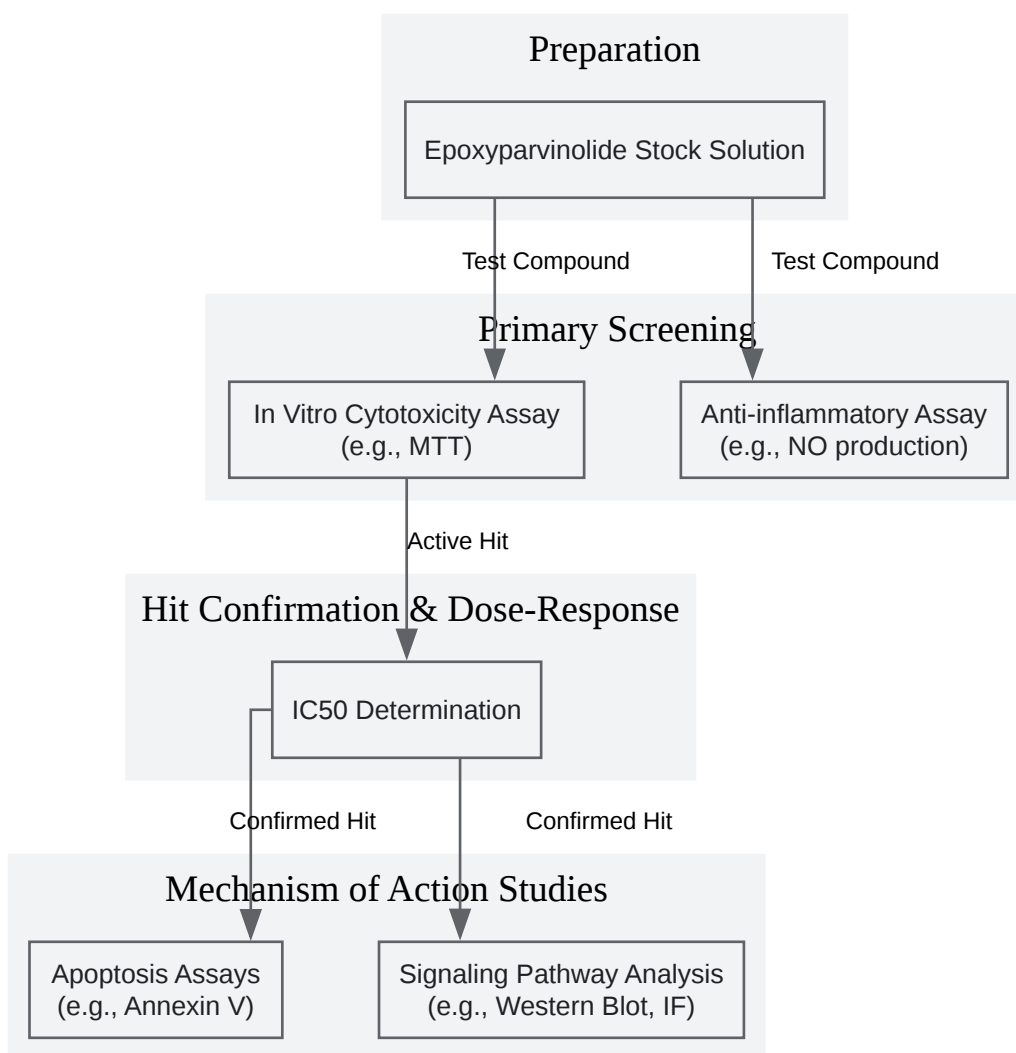 Preparation
Epoxyparvinolide Stock Solution
Test Compound
Test Compound
Primary Screening
In Vitro Cytotoxicity Assay
(e.g., MTT)
Anti-inflammatory Assay
(e.g., NO production)
Active Hit
Hit Confirmation & Dose-Response
IC50 Determination
Confirmed Hit
Confirmed Hit
Mechanism of Action Studies
Apoptosis Assays
(e.g., Annexin V)
Signaling Pathway Analysis
(e.g., Western Blot, IF)